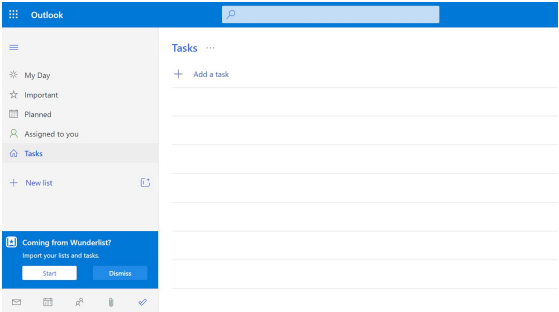 Outlook
Tasks ···
Add a task
My Day
Important
Planned
Assigned to you
Tasks
New list
Coming from Wunderlist?
Import your lists and tasks.
Start Dismiss